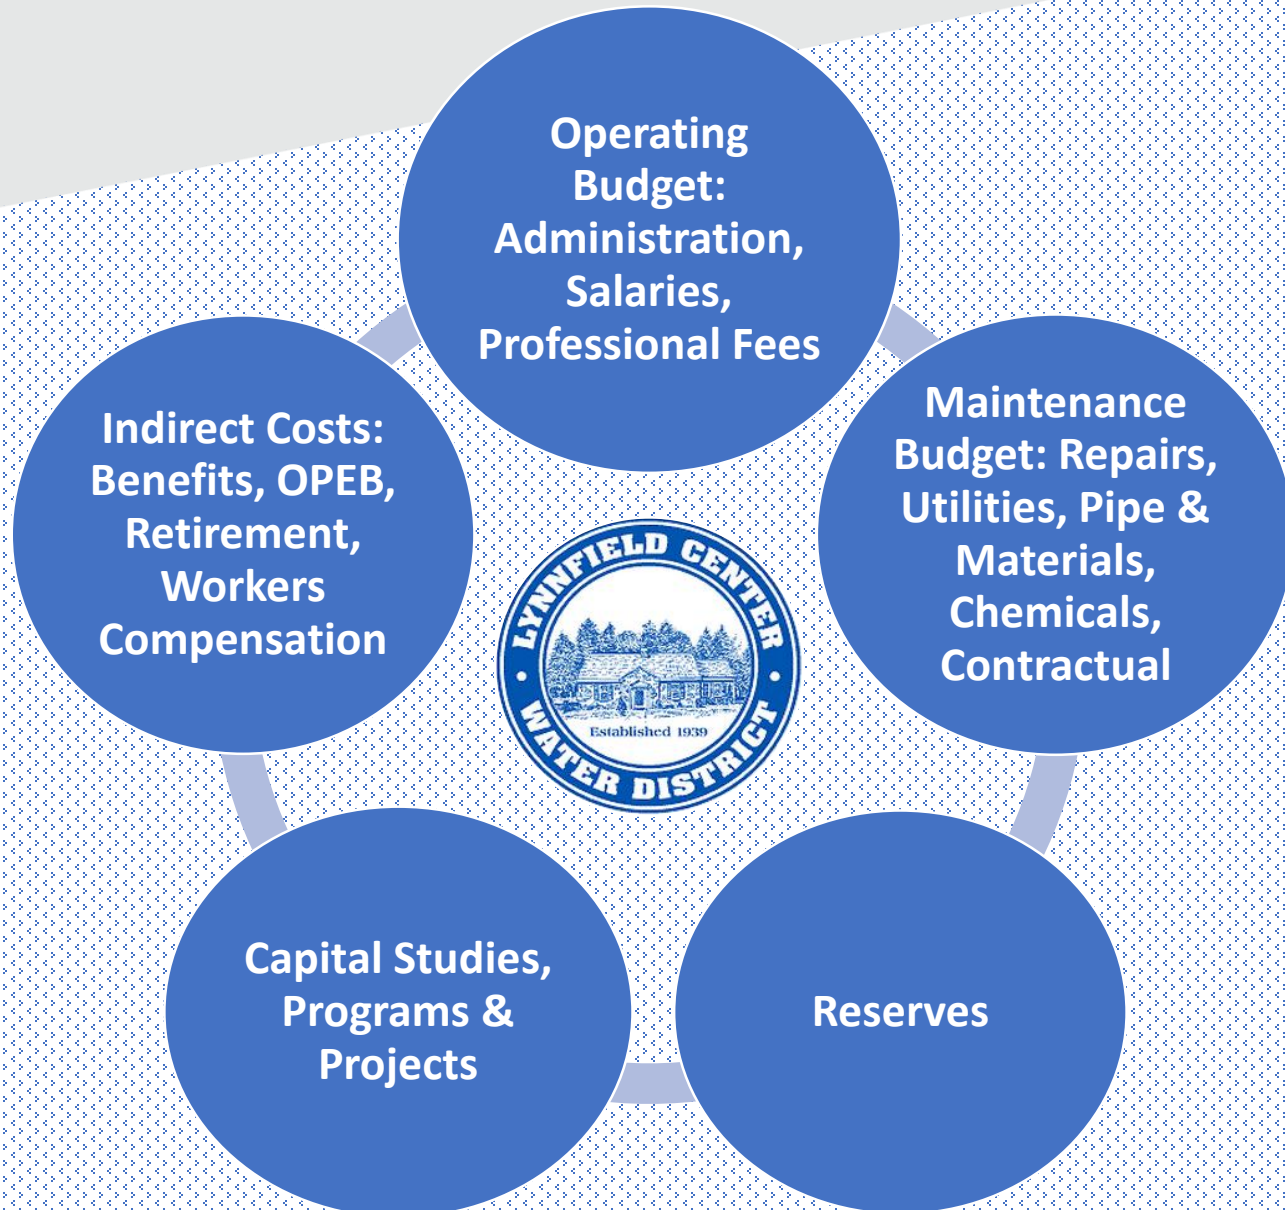 Operating
Budget:
Administration,
Salaries,
Professional Fees
Maintenance
Budget: Repairs,
Utilities, Pipe &
Materials,
Chemicals,
Contractual
Reserves
Capital Studies,
Programs &
Projects
Indirect Costs:
Benefits, OPEB,
Retirement,
Workers
Compensation
LYNNFIELD CENTER
Established 1939
WATER DISTRICT